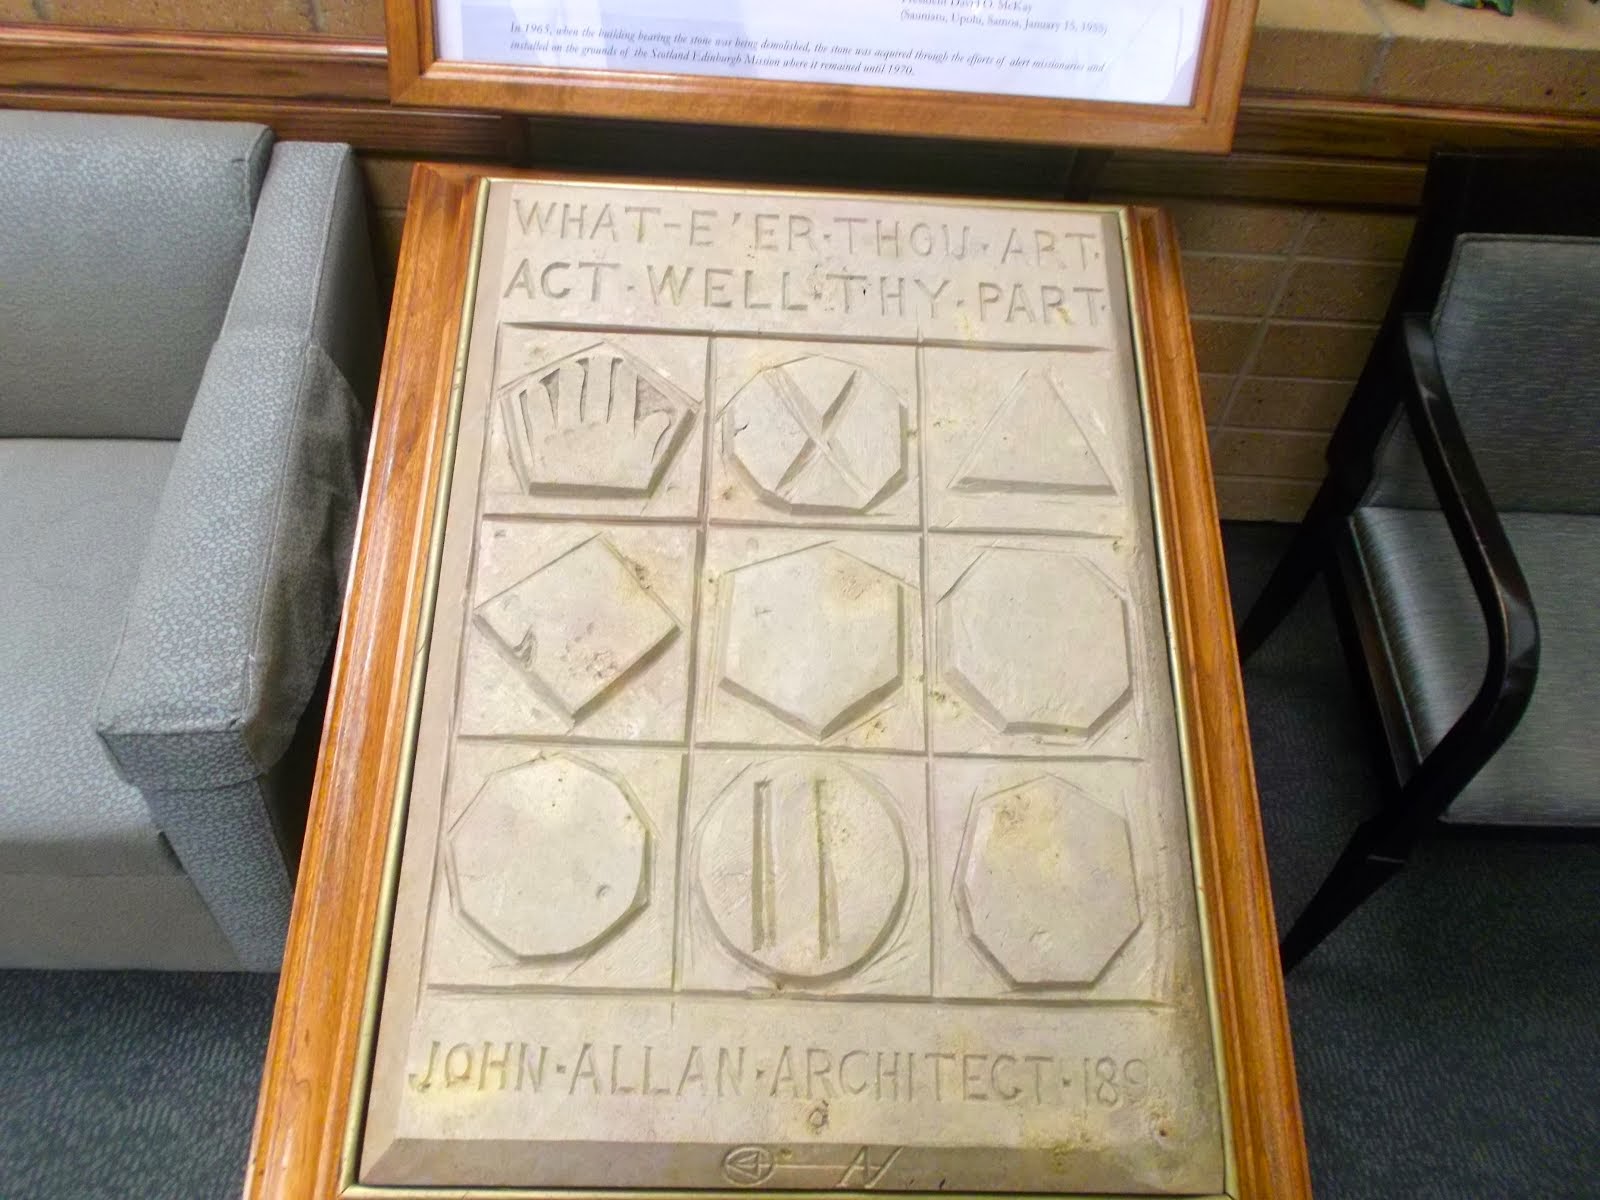 President David O. McKay
(Sauniatu, Upolu, Samoa, January 15, 1955)
In 1965, when the building bearing the stone was being demolished, the stone was acquired through the efforts of alert missionaries and
installed on the grounds of the Scotland Edinburgh Mission where it remained until 1970.
WHAT-E'ER·THOU·ART·
ACT·WELL·THY·PART·
JOHN·ALLAN·ARCHITECT·189